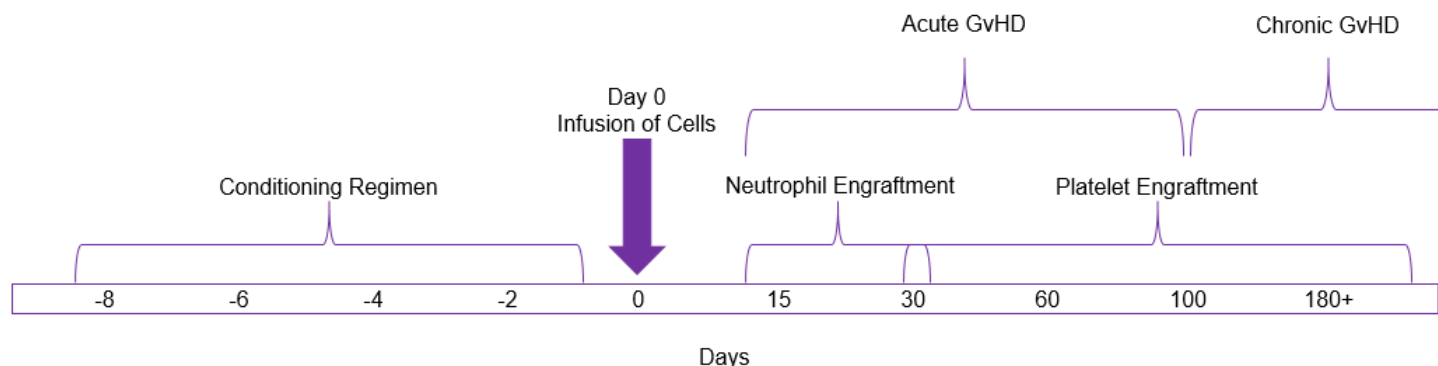 Acute GvHD
Chronic GvHD
Day 0
Infusion of Cells
Conditioning Regimen
Neutrophil Engraftment
Platelet Engraftment
-8
-6
-4
-2
0
15
30
60
100
180+
Days